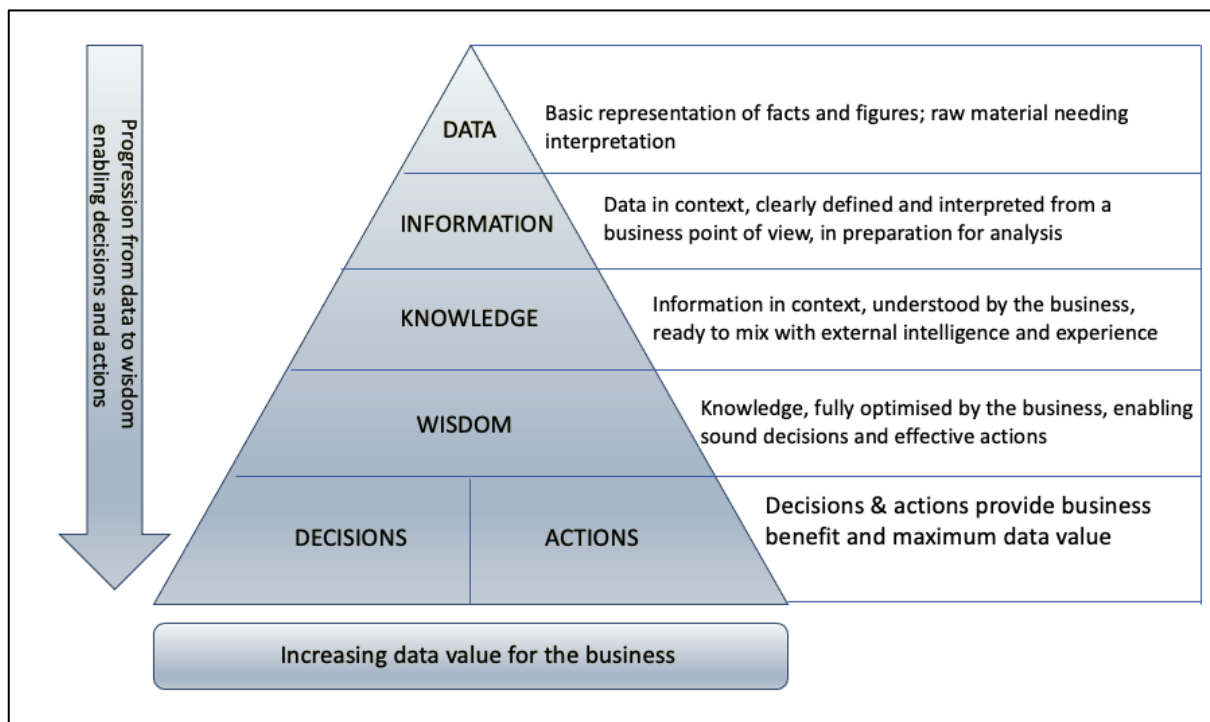 Progression from data to wisdom
enabling decisions and actions
DATA
Basic representation of facts and figures; raw material needing
interpretation
INFORMATION
Data in context, clearly defined and interpreted from a
business point of view, in preparation for analysis
KNOWLEDGE
Information in context, understood by the business,
ready to mix with external intelligence and experience
WISDOM
Knowledge, fully optimised by the business, enabling
sound decisions and effective actions
DECISIONS
ACTIONS
Decisions & actions provide business
benefit and maximum data value
Increasing data value for the business